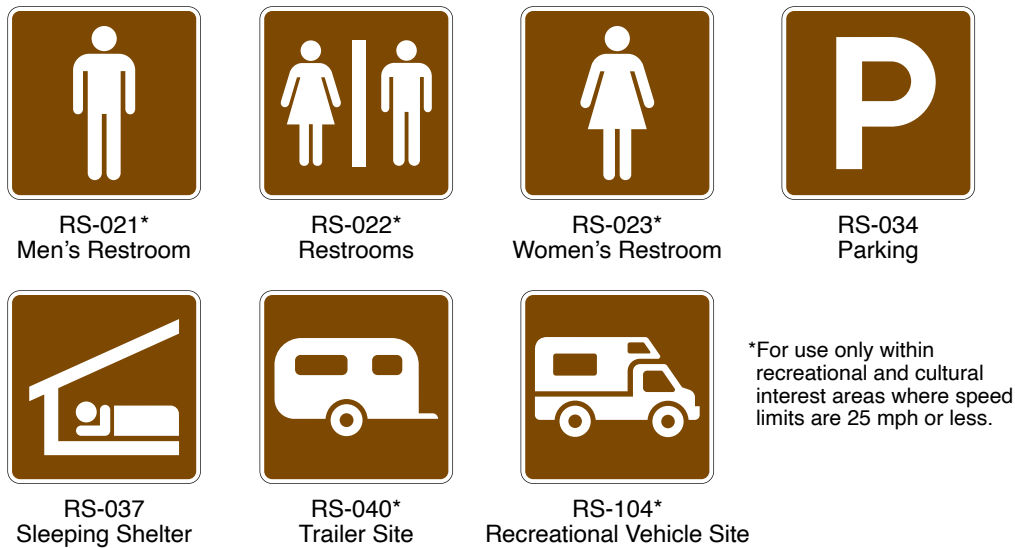 P
RS-021*
Men’s Restroom
RS-022*
Restrooms
RS-023*
Women’s Restroom
RS-034
Parking
RS-037
Sleeping Shelter
RS-040*
Trailer Site
RS-104*
Recreational Vehicle Site
*For use only within
recreational and cultural
interest areas where speed
limits are 25 mph or less.